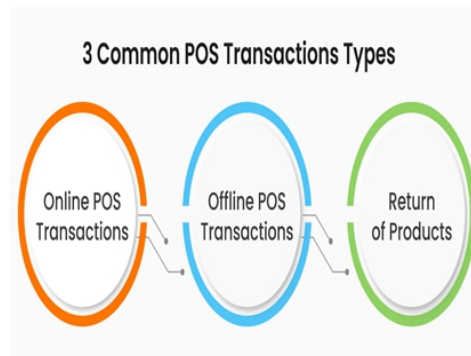 3 Common POS Transactions Types
Online POS
Transactions
Offline POS
Transactions
Return
of Products